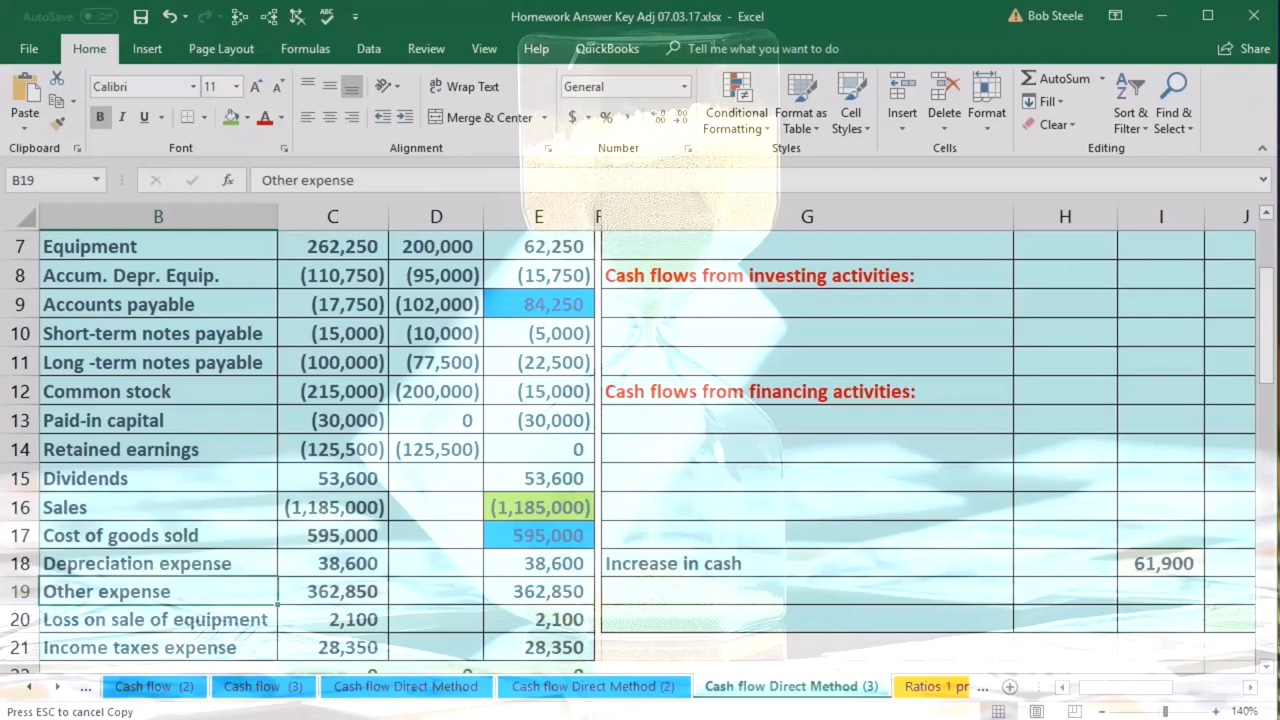 AutoSave Off Homework Answer Key Adj 07.03.17.xlsx - Excel Bob Steele
File Home Insert Page Layout Formulas Data Review View Help QuickBooks Tell me what you want to do Share
Calibri 11 Wrap Text General AutoSum
Paste B I U Merge & Center $ % Conditional Formatting Format as Table Cell Styles Insert Delete Format Fill Clear Sort & Filter Find & Select
Clipboard Font Alignment Number Styles Cells Editing
B19 fx Other expense
B C D E F G H I J
7 Equipment 262,250 200,000 62,250
8 Accum. Depr. Equip. (110,750) (95,000) (15,750) Cash flows from investing activities:
9 Accounts payable (17,750) (102,000) 84,250
10 Short-term notes payable (15,000) (10,000) (5,000)
11 Long -term notes payable (100,000) (77,500) (22,500)
12 Common stock (215,000) (200,000) (15,000) Cash flows from financing activities:
13 Paid-in capital (30,000) 0 (30,000)
14 Retained earnings (125,500) (125,500) 0
15 Dividends 53,600 53,600
16 Sales (1,185,000) (1,185,000)
17 Cost of goods sold 595,000 595,000
18 Depreciation expense 38,600 38,600 Increase in cash 61,900
19 Other expense 362,850 362,850
20 Loss on sale of equipment 2,100 2,100
21 Income taxes expense 28,350 28,350
... Cash flow (2) Cash flow (3) Cash flow Direct Method Cash flow Direct Method (2) Cash flow Direct Method (3) Ratios 1 pr ...
Press ESC to cancel Copy 140%